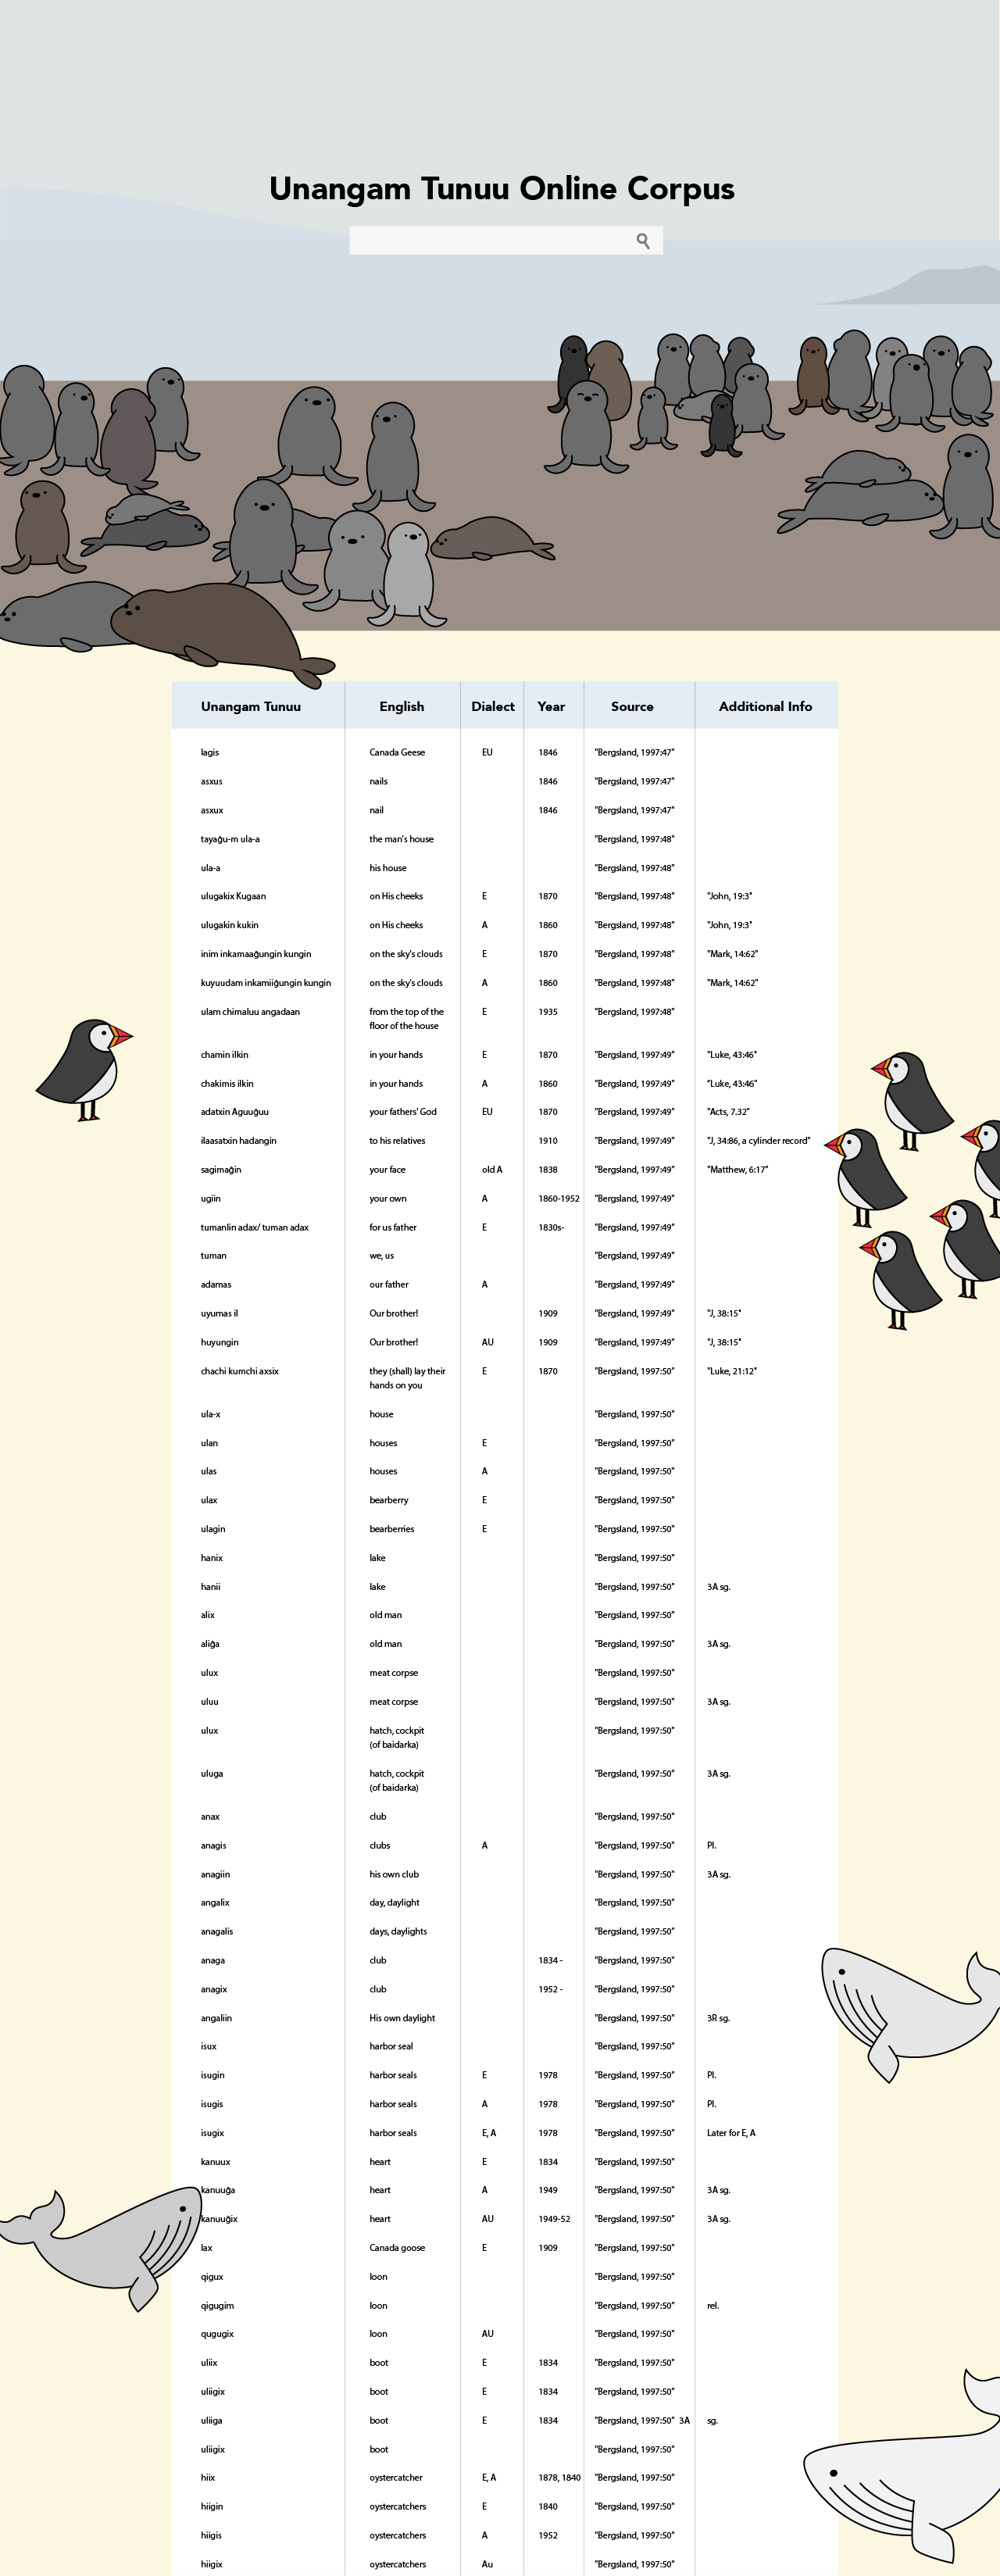 Unangam Tunuu Online Corpus
Unangam Tunuu English Dialect Year Source Additional Info
lagis Canada Geese EU 1846 "Bergsland, 1997:47"
asxus nails 1846 "Bergsland, 1997:47"
asxux nail 1846 "Bergsland, 1997:47"
tayaĝu-m ula-a the man's house "Bergsland, 1997:48"
ula-a his house "Bergsland, 1997:48"
ulugakix Kugaan on His cheeks E 1870 "Bergsland, 1997:48" "John, 19:3"
ulugakin kukin on His cheeks A 1860 "Bergsland, 1997:48" "John, 19:3"
inim inkamaaĝungin kungin on the sky's clouds E 1870 "Bergsland, 1997:48" "Mark, 14:62"
kuyuudam inkamiiĝungin kungin on the sky's clouds A 1860 "Bergsland, 1997:48" "Mark, 14:62"
ulam chimaluu angadaan from the top of the E 1935 "Bergsland, 1997:48"
floor of the house
chamin ilkin in your hands E 1870 "Bergsland, 1997:49" "Luke, 43:46"
chakimis ilkin in your hands A 1860 "Bergsland, 1997:49" "Luke, 43:46"
adatxin Aguuĝuu your fathers' God EU 1870 "Bergsland, 1997:49" "Acts, 7.32"
ilaasatxin hadangin to his relatives 1910 "Bergsland, 1997:49" "J, 34:86, a cylinder record"
sagimaĝin your face old A 1838 "Bergsland, 1997:49" "Matthew, 6:17"
ugiin your own A 1860-1952 "Bergsland, 1997:49"
tumanlin adax/ tuman adax for us father E 1830s- "Bergsland, 1997:49"
tuman we, us "Bergsland, 1997:49"
adamas our father A "Bergsland, 1997:49"
uyumas il Our brother! 1909 "Bergsland, 1997:49" "J, 38:15"
huyungin Our brother! AU 1909 "Bergsland, 1997:49" "J, 38:15"
chachi kumchi axsix they (shall) lay their E 1870 "Bergsland, 1997:50" "Luke, 21:12"
hands on you
ula-x house "Bergsland, 1997:50"
ulan houses E "Bergsland, 1997:50"
ulas houses A "Bergsland, 1997:50"
ulax bearberry E "Bergsland, 1997:50"
ulagin bearberries E "Bergsland, 1997:50"
hanix lake "Bergsland, 1997:50"
hanii lake "Bergsland, 1997:50" 3A sg.
alix old man "Bergsland, 1997:50"
aliĝa old man "Bergsland, 1997:50" 3A sg.
ulux meat corpse "Bergsland, 1997:50"
uluu meat corpse "Bergsland, 1997:50" 3A sg.
ulux hatch, cockpit "Bergsland, 1997:50"
(of baidarka)
uluga hatch, cockpit "Bergsland, 1997:50" 3A sg.
(of baidarka)
anax club "Bergsland, 1997:50"
anagis clubs A "Bergsland, 1997:50" Pl.
anagiin his own club "Bergsland, 1997:50" 3A sg.
angalix day, daylight "Bergsland, 1997:50"
anagalis days, daylights "Bergsland, 1997:50"
anaga club 1834 - "Bergsland, 1997:50"
anagix club 1952 - "Bergsland, 1997:50"
angaliin His own daylight "Bergsland, 1997:50" 3R sg.
isux harbor seal "Bergsland, 1997:50"
isugin harbor seals E 1978 "Bergsland, 1997:50" Pl.
isugis harbor seals A 1978 "Bergsland, 1997:50" Pl.
isugix harbor seals E, A 1978 "Bergsland, 1997:50" Later for E, A
kanuux heart E 1834 "Bergsland, 1997:50"
kanuuĝa heart A 1949 "Bergsland, 1997:50" 3A sg.
kanuuĝix heart AU 1949-52 "Bergsland, 1997:50" 3A sg.
lax Canada goose E 1909 "Bergsland, 1997:50"
qigux loon "Bergsland, 1997:50"
qigugim loon "Bergsland, 1997:50" rel.
qugugix loon AU "Bergsland, 1997:50"
uliix boot E 1834 "Bergsland, 1997:50"
uliigix boot E 1834 "Bergsland, 1997:50"
uliiga boot E 1834 "Bergsland, 1997:50" 3A sg.
uliigix boot "Bergsland, 1997:50"
hiix oystercatcher E, A 1878, 1840 "Bergsland, 1997:50"
hiigin oystercatchers E 1840 "Bergsland, 1997:50"
hiigis oystercatchers A 1952 "Bergsland, 1997:50"
hiigix oystercatchers Au "Bergsland, 1997:50"